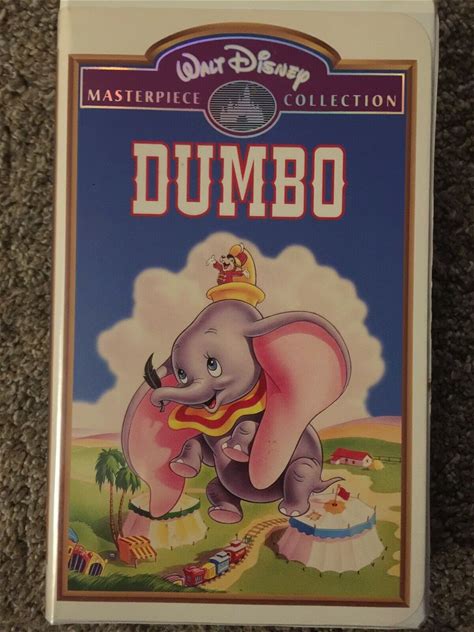 WALT DISNEY
MASTERPIECE COLLECTION
DUMBO